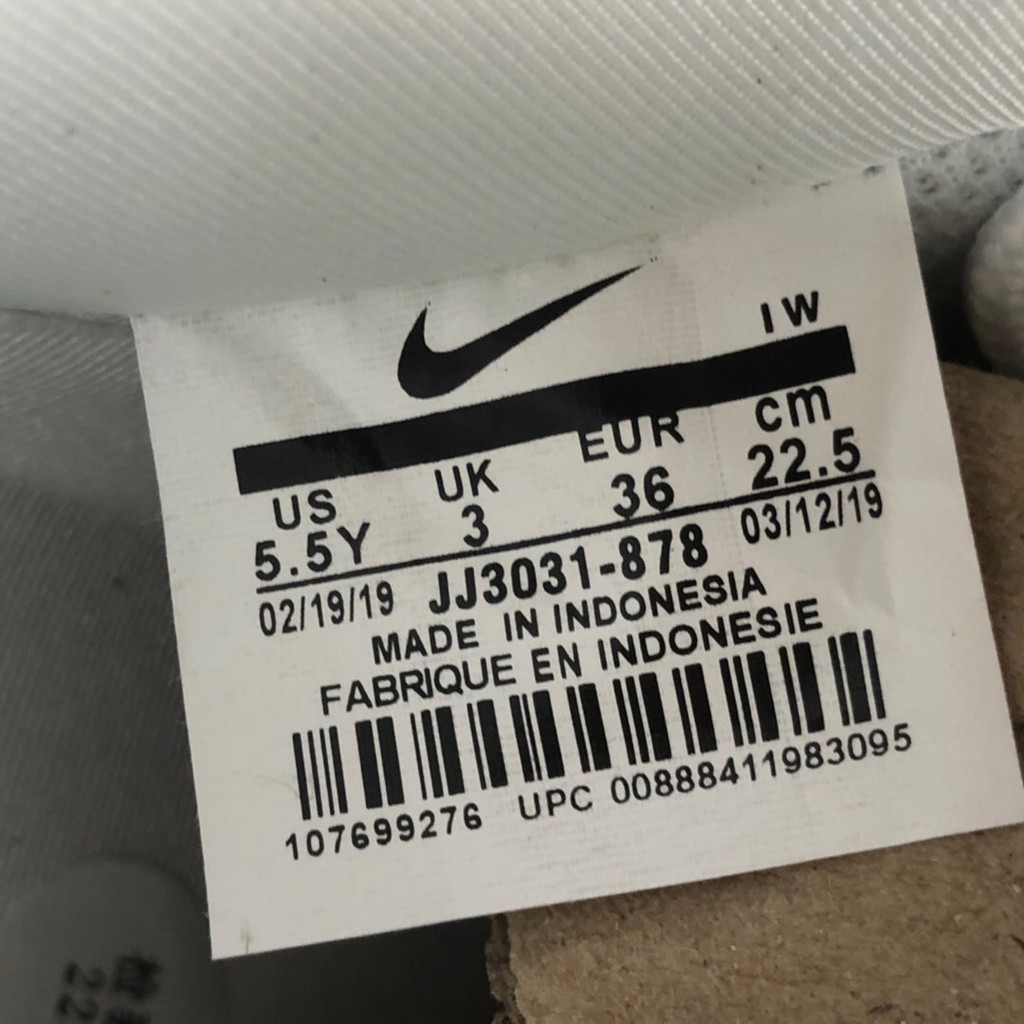 IW
US UK EUR cm
5.5Y 3 36 22.5
02/19/19 JJ3031-878 03/12/19
MADE IN INDONESIA
FABRIQUE EN INDONESIE
107699276 UPC 00888411983095
22